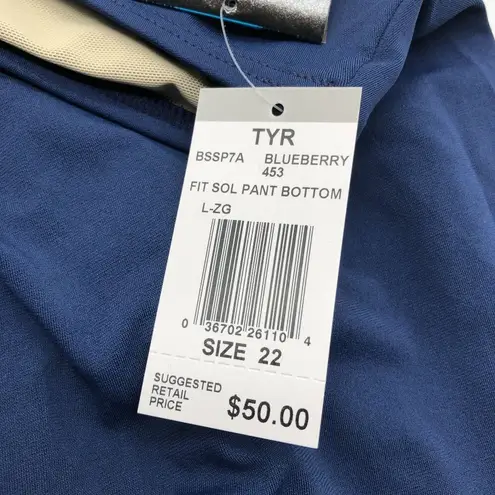 TYR
BSSP7A BLUEBERRY
453
FIT SOL PANT BOTTOM
L-ZG
0 36702 26110 4
SIZE 22
SUGGESTED
RETAIL
PRICE
$50.00